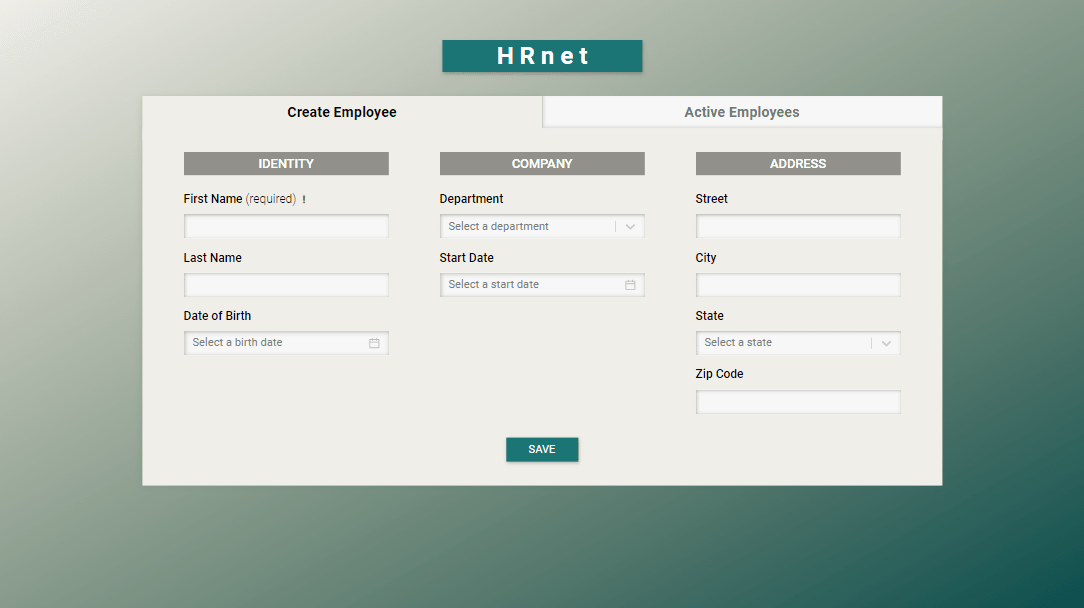 HRnet
Create Employee
Active Employees
IDENTITY
First Name (required) !
Last Name
Date of Birth
Select a birth date
COMPANY
Department
Select a department
Start Date
Select a start date
ADDRESS
Street
City
State
Select a state
Zip Code
SAVE